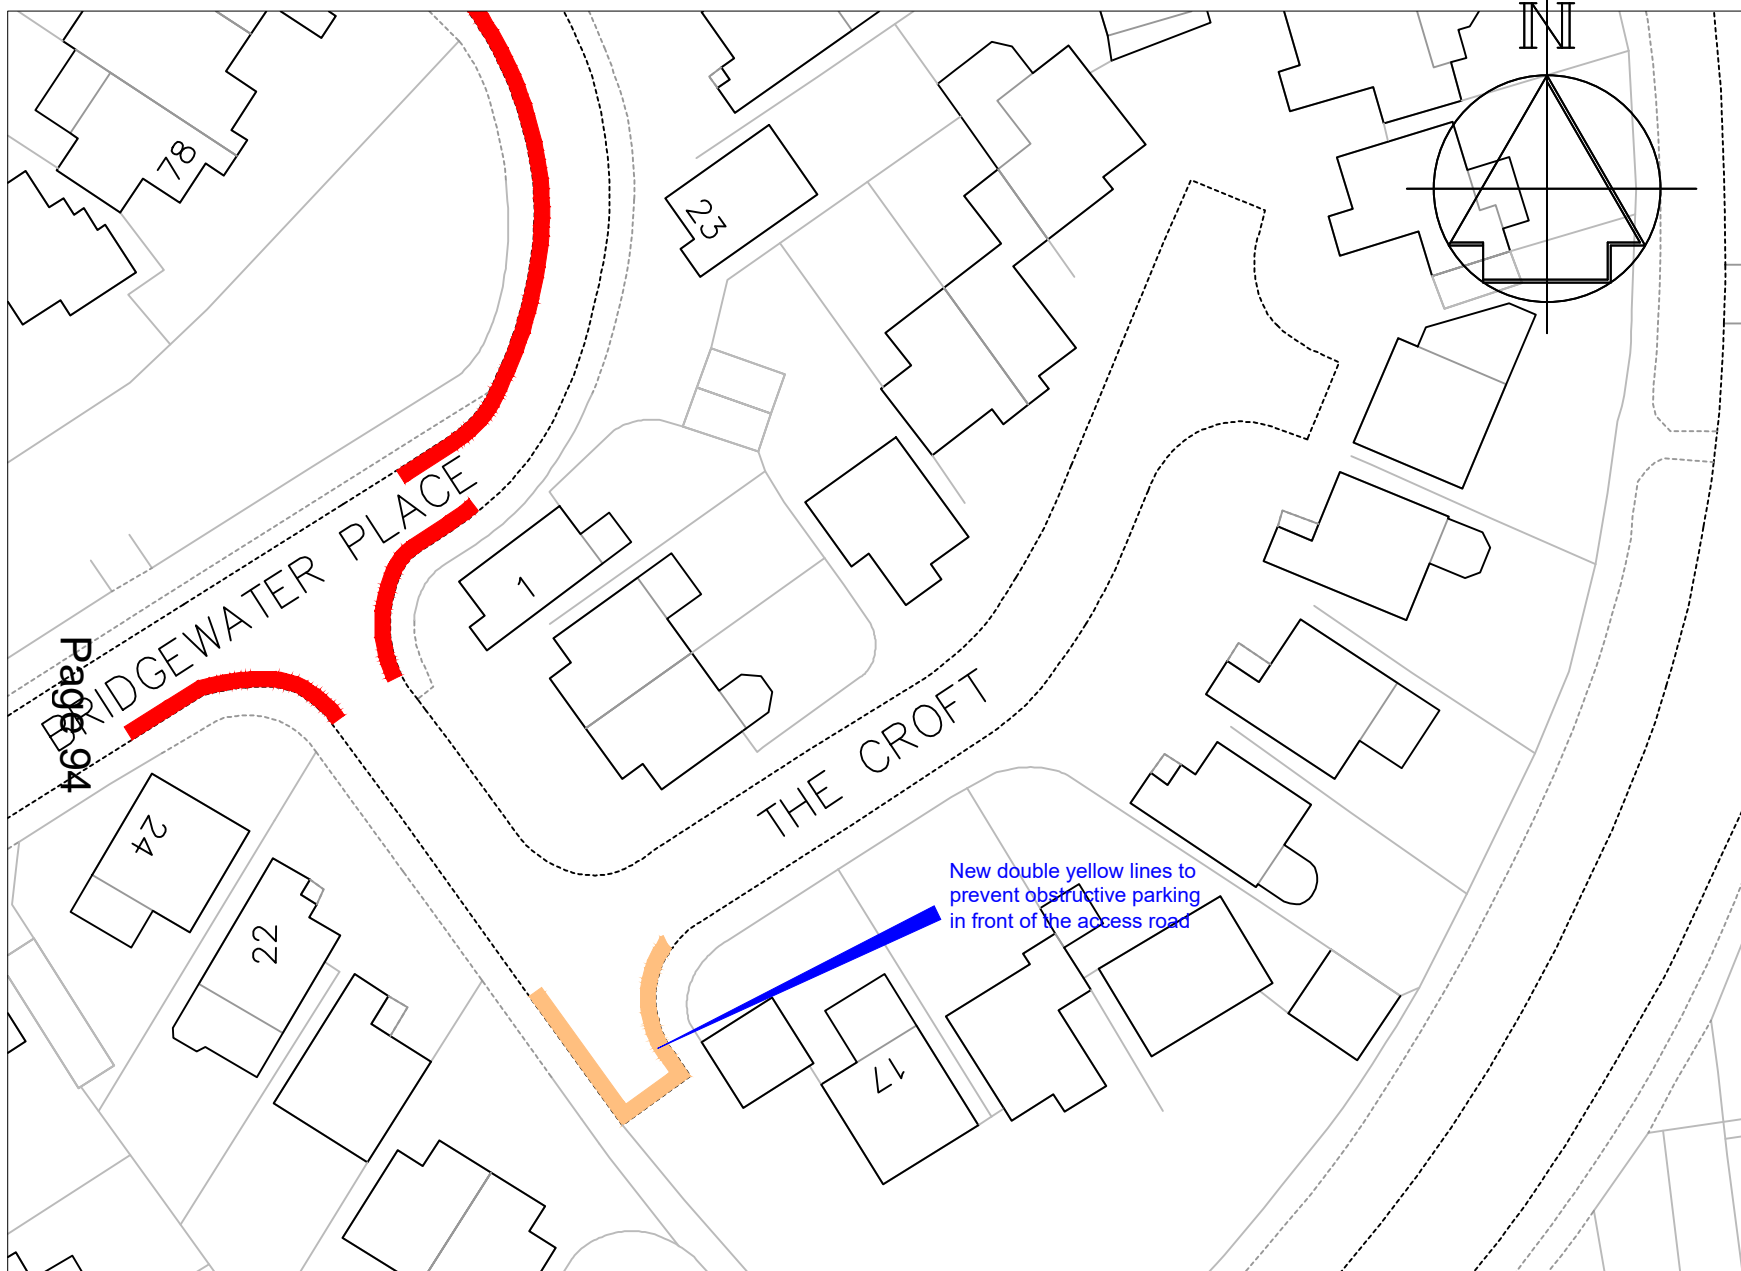 N
78
23
BRIDGEWATER PLACE
1
Page 94
THE CROFT
24
22
New double yellow lines to
prevent obstructive parking
in front of the access road
17